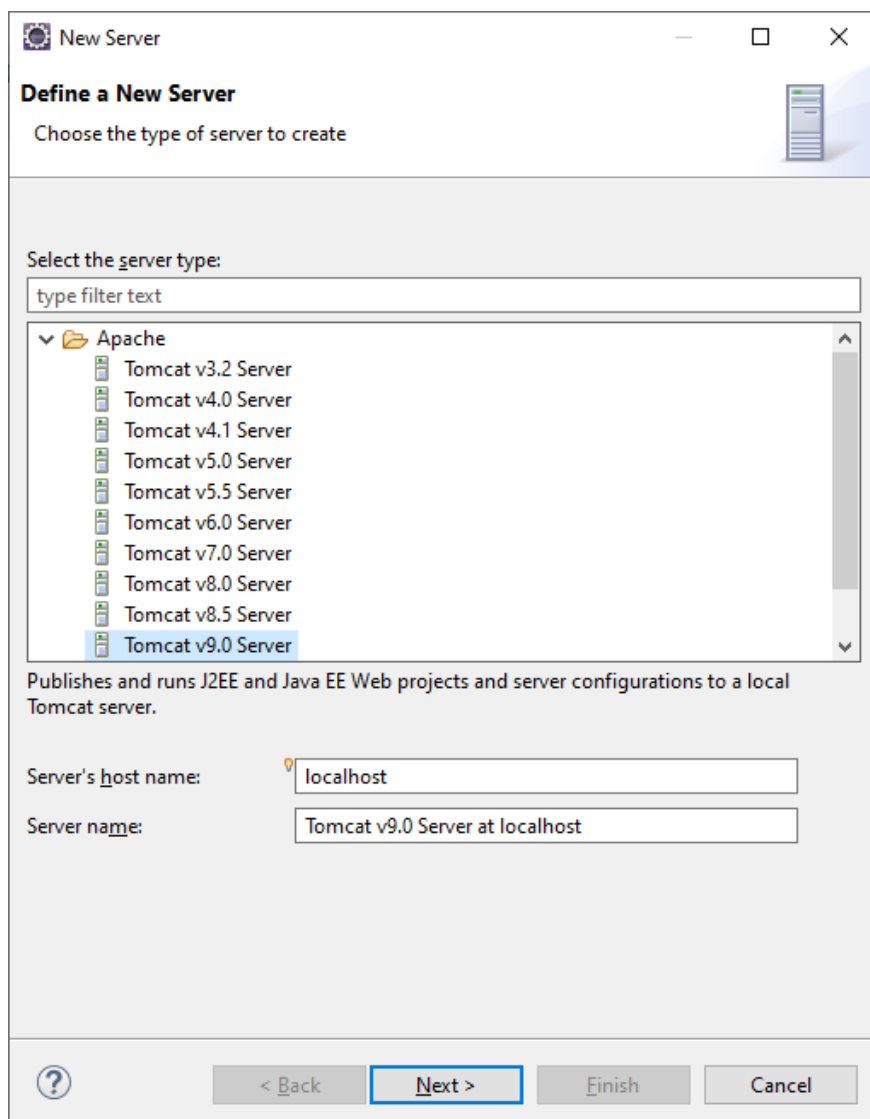 New Server
Define a New Server
Choose the type of server to create
Select the server type:
type filter text
Apache
Tomcat v3.2 Server
Tomcat v4.0 Server
Tomcat v4.1 Server
Tomcat v5.0 Server
Tomcat v5.5 Server
Tomcat v6.0 Server
Tomcat v7.0 Server
Tomcat v8.0 Server
Tomcat v8.5 Server
Tomcat v9.0 Server
Publishes and runs J2EE and Java EE Web projects and server configurations to a local
Tomcat server.
Server's host name: localhost
Server name: Tomcat v9.0 Server at localhost
? < Back Next > Finish Cancel